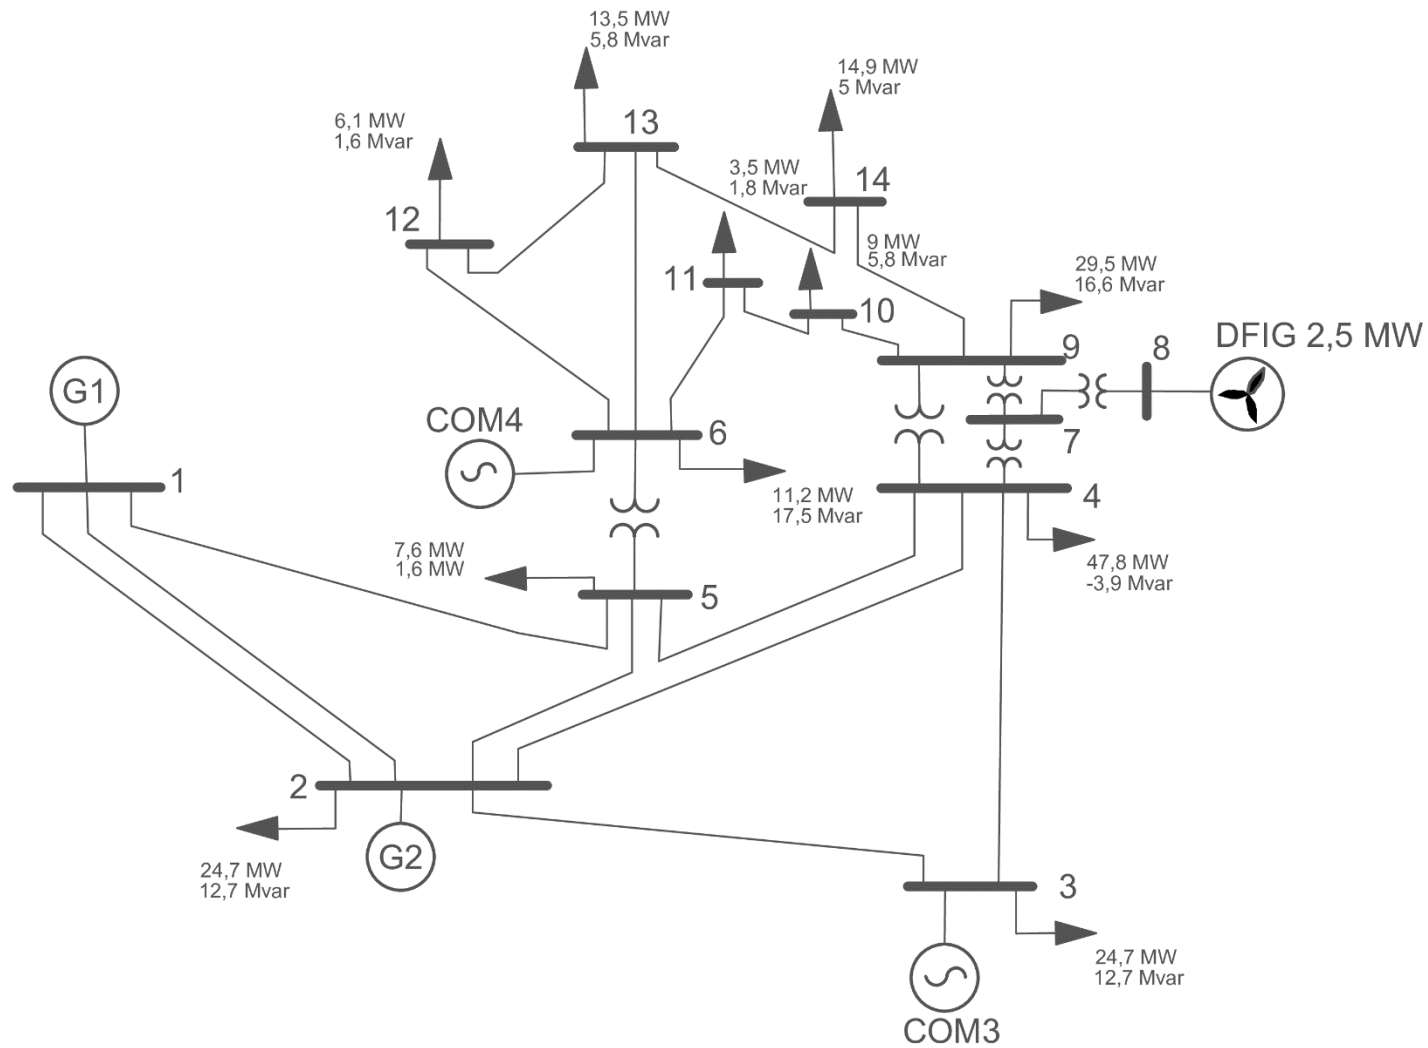 13,5 MW
5,8 Mvar
14,9 MW
5 Mvar
6,1 MW
1,6 Mvar
13
3,5 MW
1,8 Mvar
14
12
9 MW
5,8 Mvar
11
10
29,5 MW
16,6 Mvar
DFIG 2,5 MW
9
8
G1
COM4
6
7
1
11,2 MW
17,5 Mvar
4
7,6 MW
1,6 MW
5
47,8 MW
-3,9 Mvar
2
24,7 MW
12,7 Mvar
G2
3
24,7 MW
12,7 Mvar
COM3